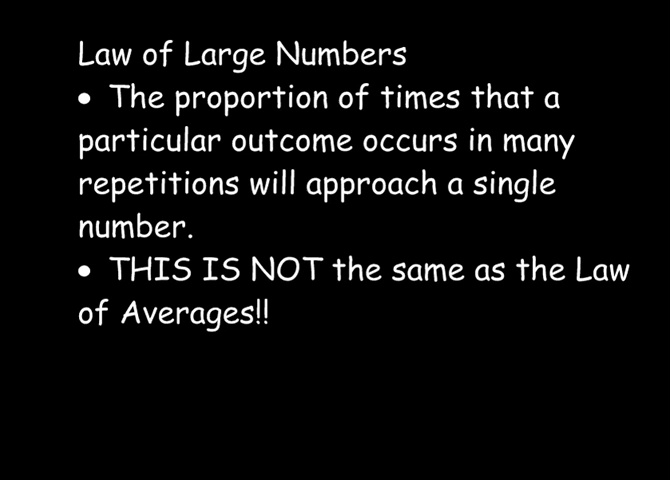 Law of Large Numbers
• The proportion of times that a
particular outcome occurs in many
repetitions will approach a single
number.
• THIS IS NOT the same as the Law
of Averages!!